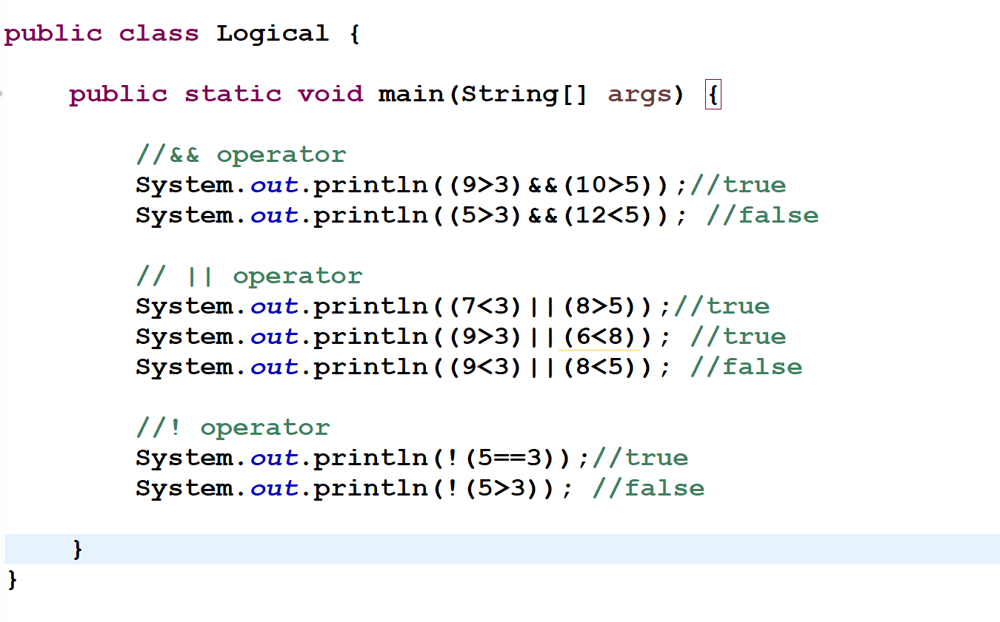 public class Logical {
public static void main(String[] args) {
//&& operator
System.out.println((9>3)&&(10>5));//true
System.out.println((5>3)&&(12<5)); //false
// || operator
System.out.println((7<3)||(8>5));//true
System.out.println((9>3)||(6<8)); //true
System.out.println((9<3)||(8<5)); //false
//! operator
System.out.println(!(5==3));//true
System.out.println(!(5>3)); //false
}
}